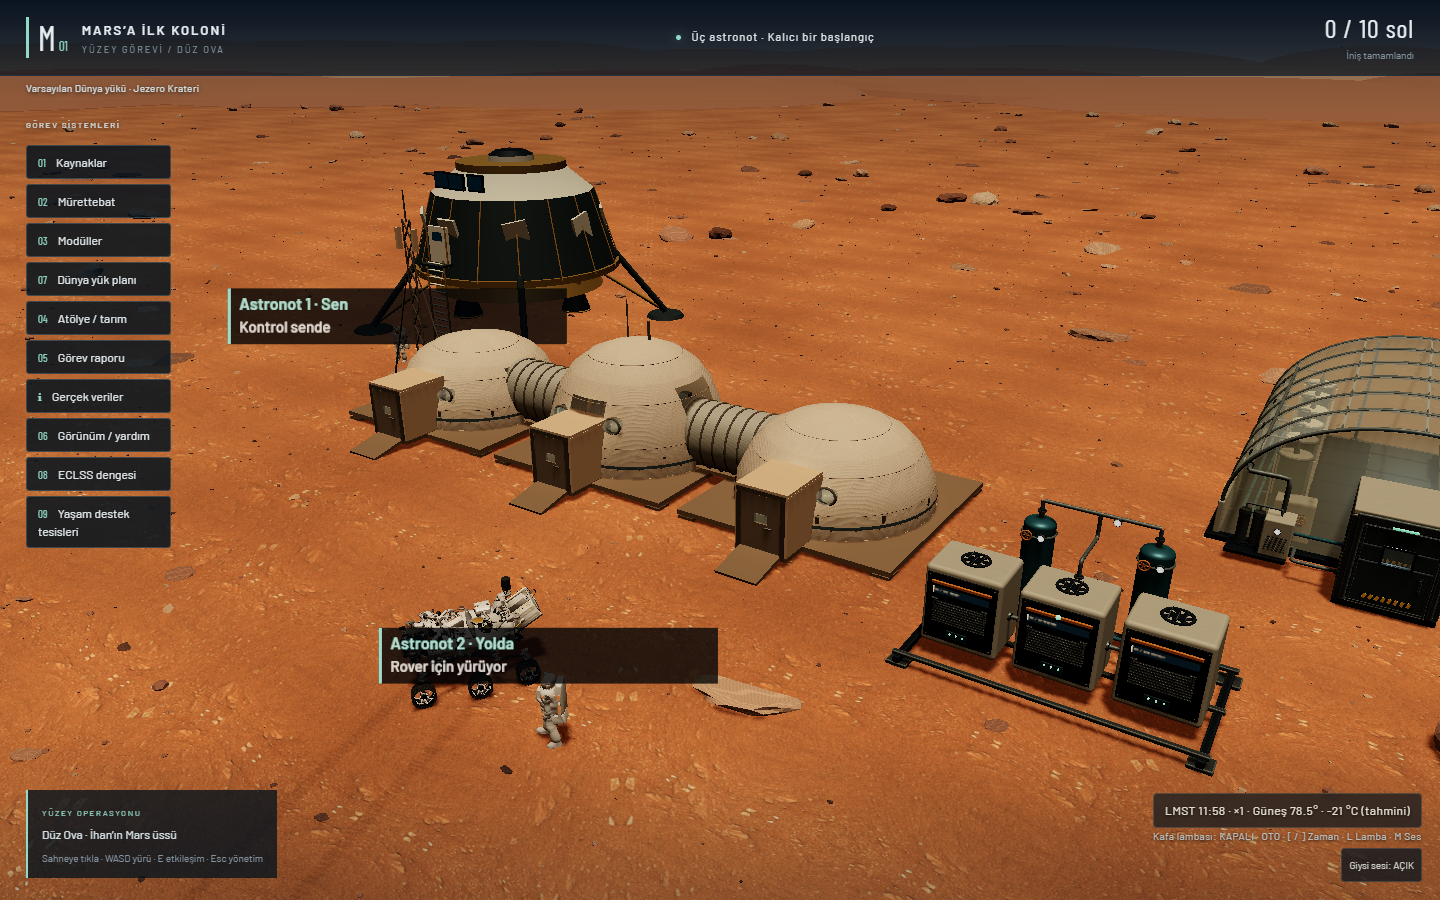 M 01
MARS'A İLK KOLONİ
YÜZEY GÖREVİ / DÜZ OVA
Üç astronot · Kalıcı bir başlangıç
0 / 10 sol
İniş tamamlandı
Varsayılan Dünya yükü · Jezero Krateri
GÖREV SİSTEMLERİ
01 Kaynaklar
02 Mürettebat
03 Modüller
07 Dünya yük planı
04 Atölye / tarım
05 Görev raporu
i Gerçek veriler
06 Görünüm / yardım
08 ECLSS dengesi
09 Yaşam destek
tesisleri
Astronot 1 · Sen
Kontrol sende
Astronot 2 · Yolda
Rover için yürüyor
YÜZEY OPERASYONU
Düz Ova · İhan'ın Mars üssü
Sahneye tıkla · WASD yürü · E etkileşim · Esc yönetim
LMST 11:58 · ×1 · Güneş 78.5° · -21 °C (tahmini)
Kafa lambası: KAPALI · OTO · [ / ] Zaman · L Lamba · M Ses
Giysi sesi: AÇIK